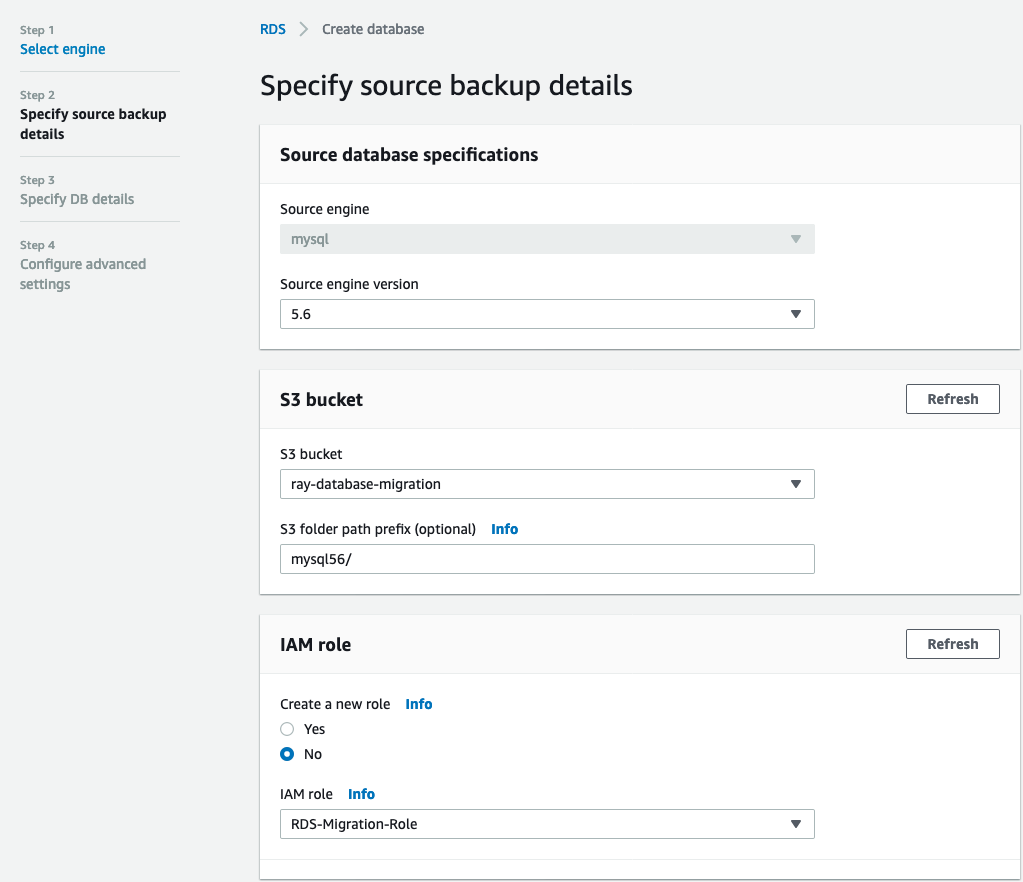 Step 1
Select engine
Step 2
Specify source backup
details
Step 3
Specify DB details
Step 4
Configure advanced
settings
RDS Create database
Specify source backup details
Source database specifications
Source engine
mysql
Source engine version
5.6
S3 bucket Refresh
S3 bucket
ray-database-migration
S3 folder path prefix (optional) Info
mysql56/
IAM role Refresh
Create a new role Info
Yes
No
IAM role Info
RDS-Migration-Role